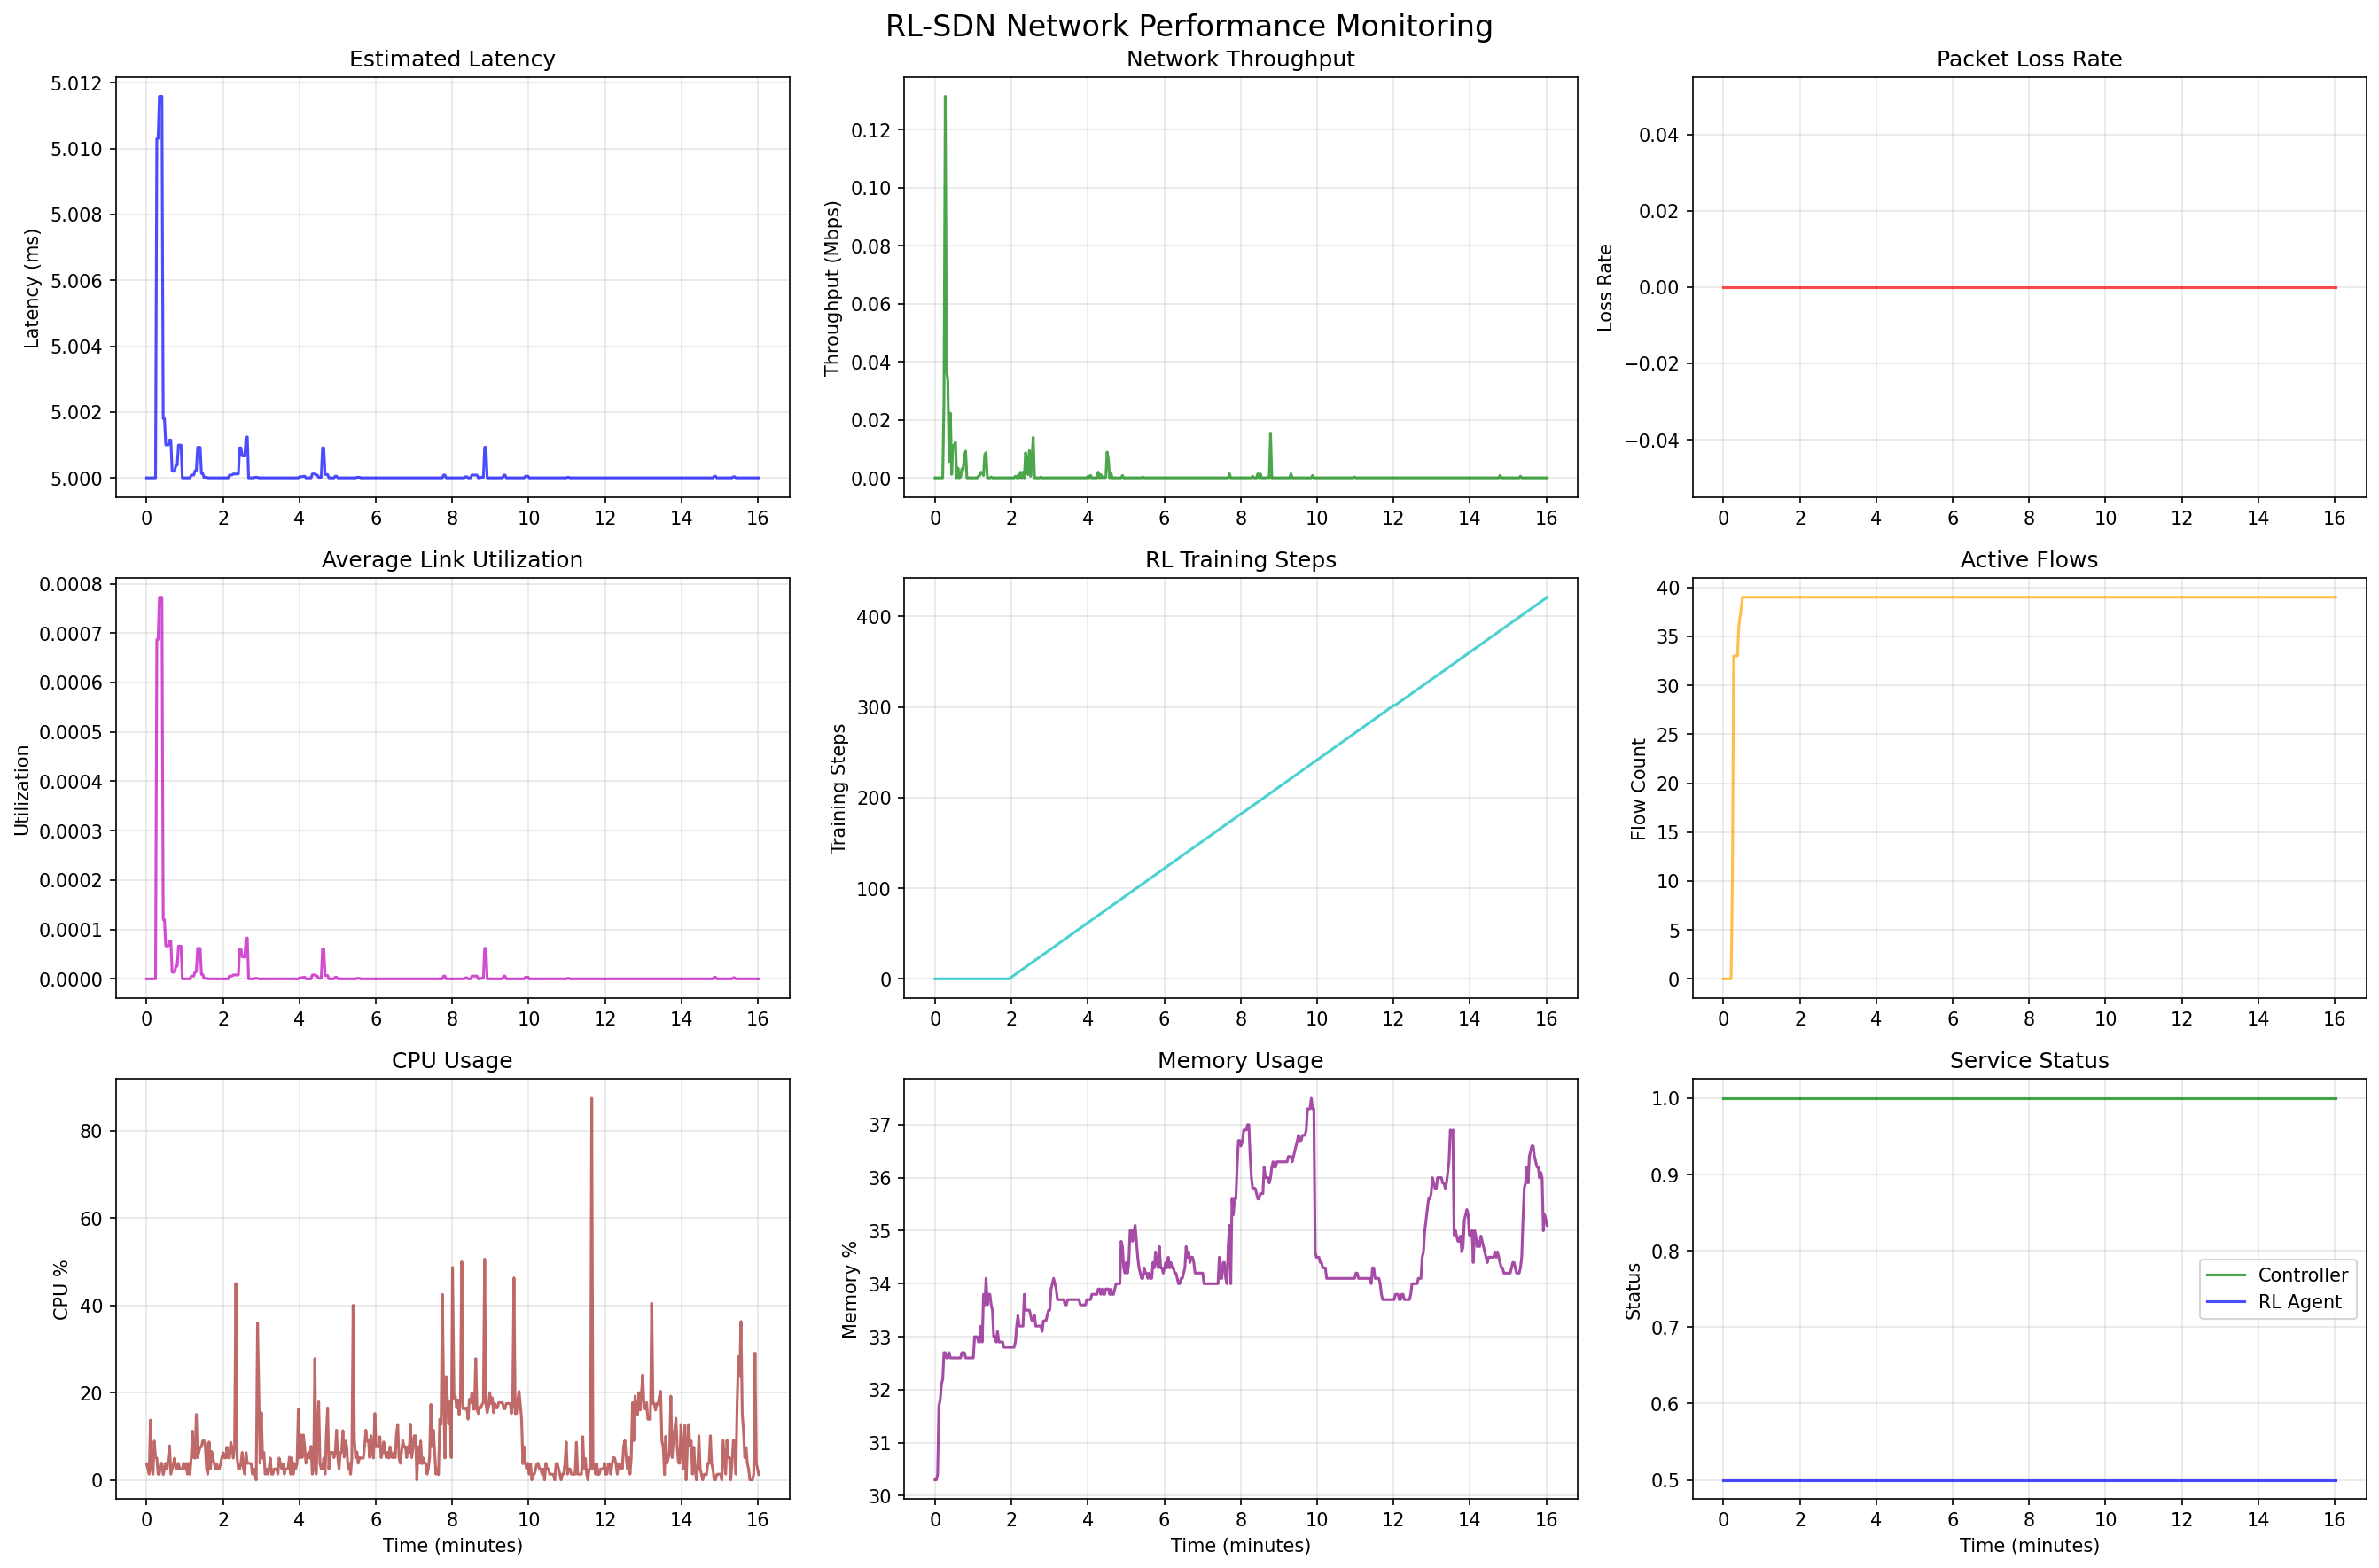 RL-SDN Network Performance Monitoring
Estimated Latency
Latency (ms)
5.012
5.010
5.008
5.006
5.004
5.002
5.000
0 2 4 6 8 10 12 14 16
Network Throughput
Throughput (Mbps)
0.12
0.10
0.08
0.06
0.04
0.02
0.00
0 2 4 6 8 10 12 14 16
Packet Loss Rate
Loss Rate
0.04
0.02
0.00
−0.02
−0.04
0 2 4 6 8 10 12 14 16
Average Link Utilization
Utilization
0.0008
0.0007
0.0006
0.0005
0.0004
0.0003
0.0002
0.0001
0.0000
0 2 4 6 8 10 12 14 16
RL Training Steps
Training Steps
400
300
200
100
0
0 2 4 6 8 10 12 14 16
Active Flows
Flow Count
40
35
30
25
20
15
10
5
0
0 2 4 6 8 10 12 14 16
CPU Usage
CPU %
80
60
40
20
0
0 2 4 6 8 10 12 14 16
Time (minutes)
Memory Usage
Memory %
37
36
35
34
33
32
31
30
0 2 4 6 8 10 12 14 16
Time (minutes)
Service Status
Status
1.0
0.9
0.8
0.7
0.6
0.5
Controller
RL Agent
0 2 4 6 8 10 12 14 16
Time (minutes)